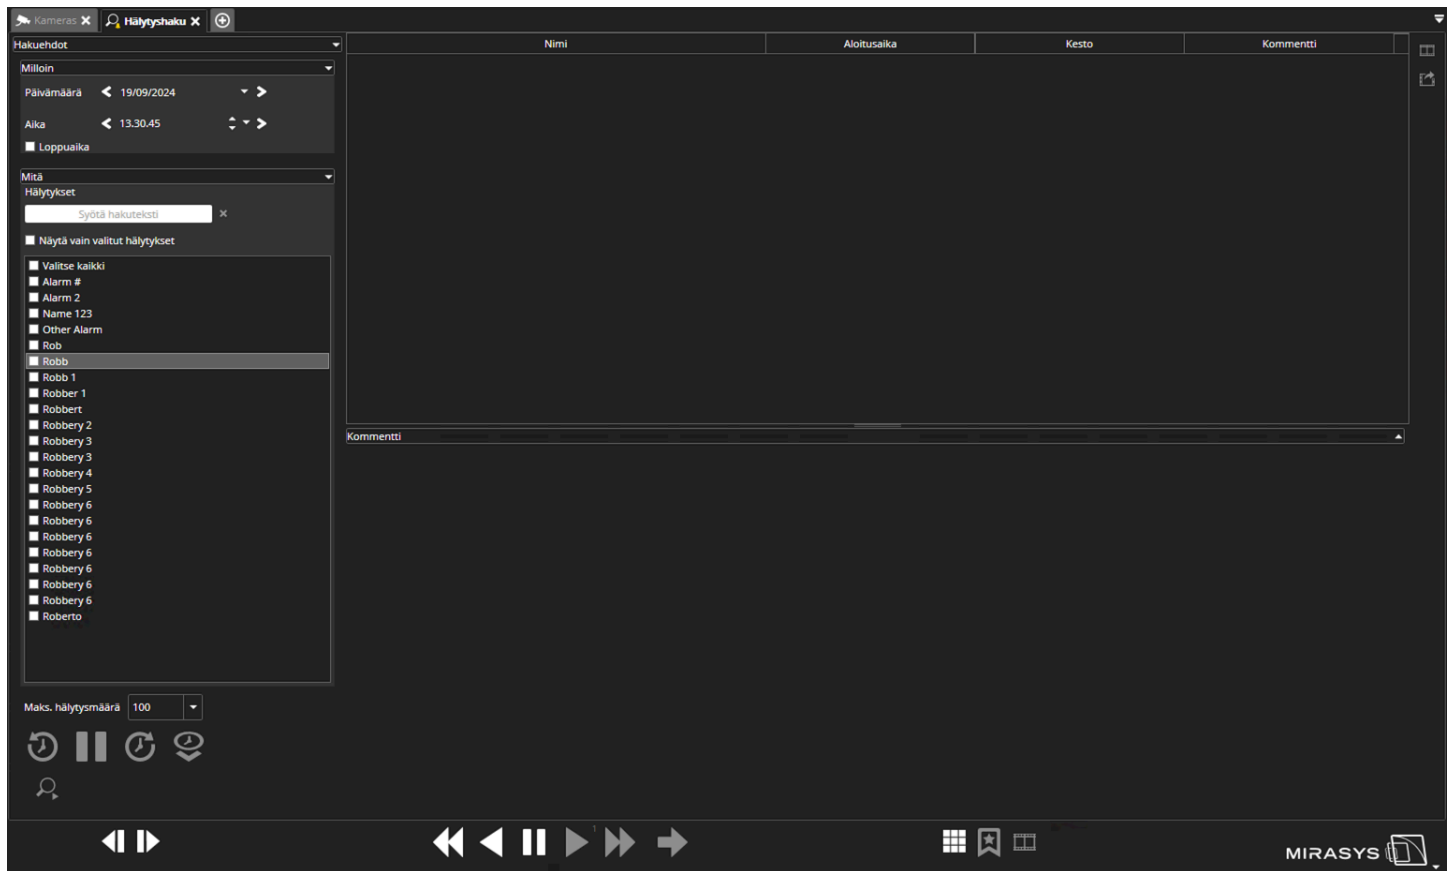 Kameras
Hälytyshaku
Hakuehdot
Nimi
Aloitusaika
Kesto
Kommentti
Milloin
Päivämäärä 19/09/2024
Aika 13.30.45
Loppuaika
Mitä
Hälytykset
Syötä hakuteksti
Näytä vain valitut hälytykset
Valitse kaikki
Alarm #
Alarm 2
Name 123
Other Alarm
Rob
Robb
Robb 1
Robber 1
Robbert
Robbery 2
Robbery 3
Robbery 3
Robbery 4
Robbery 5
Robbery 6
Robbery 6
Robbery 6
Robbery 6
Robbery 6
Robbery 6
Robbery 6
Roberto
Kommentti
Maks. hälytysmäärä 100
1
MIRASYS